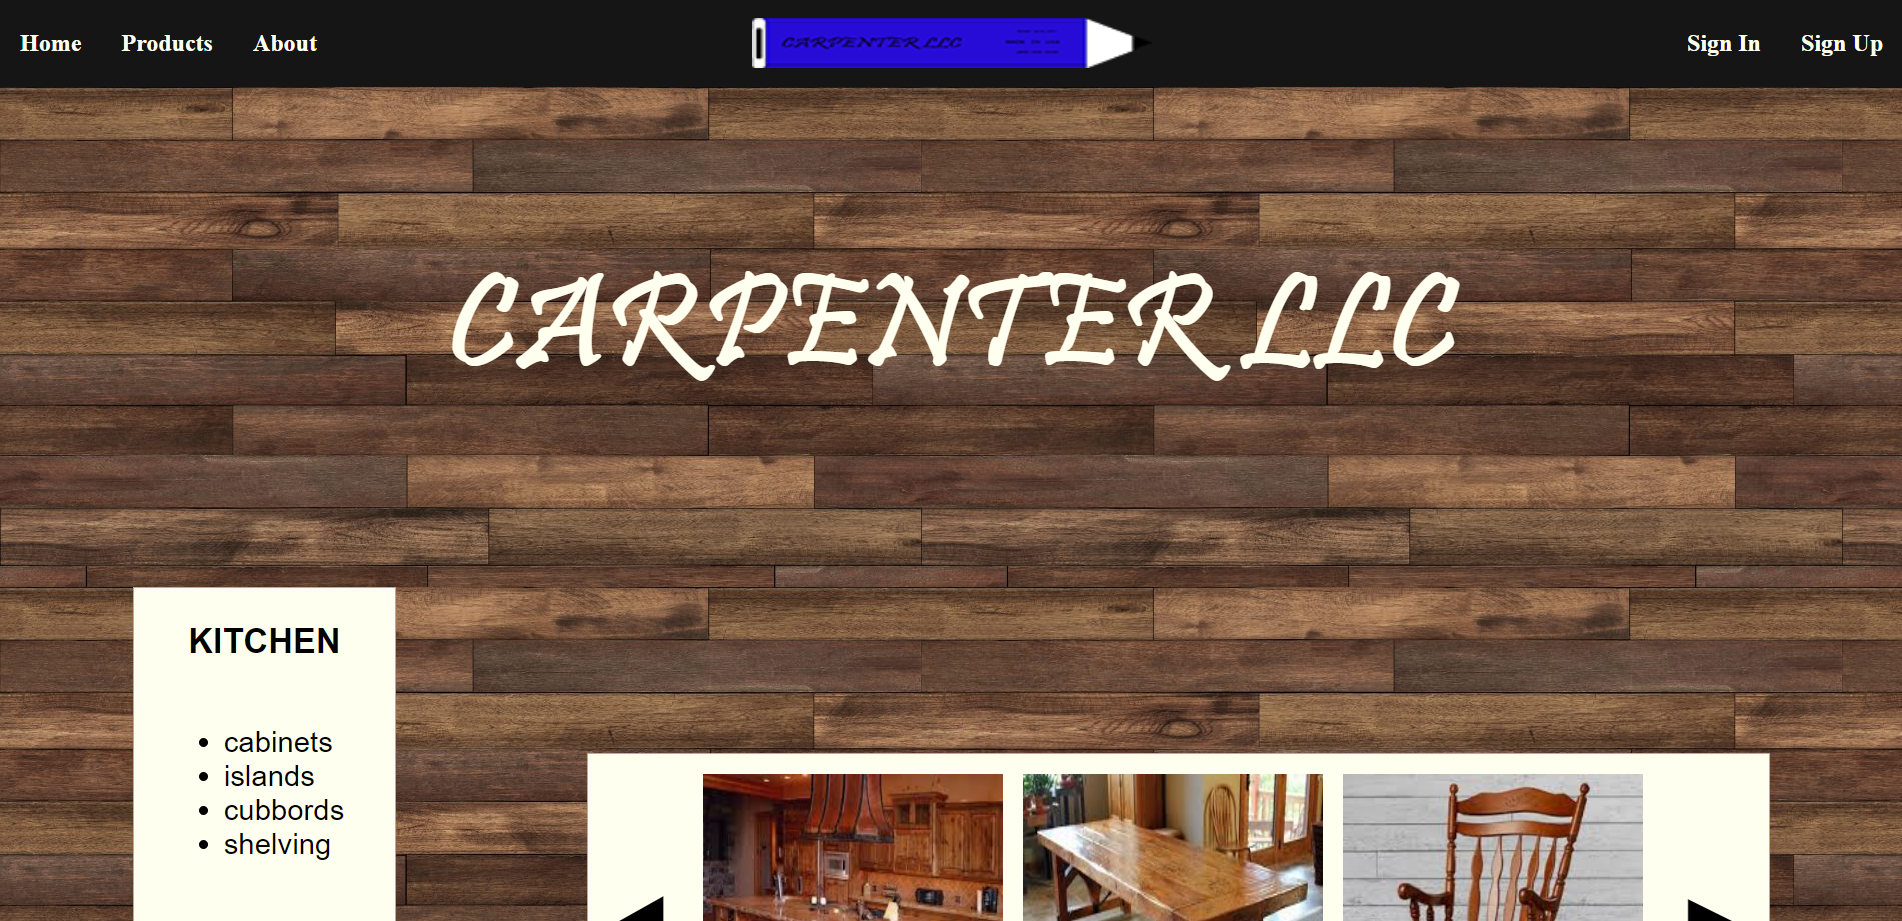 Home Products About
CARPENTER LLC
Sign In Sign Up
CARPENTER LLC
KITCHEN
cabinets
islands
cubbords
shelving